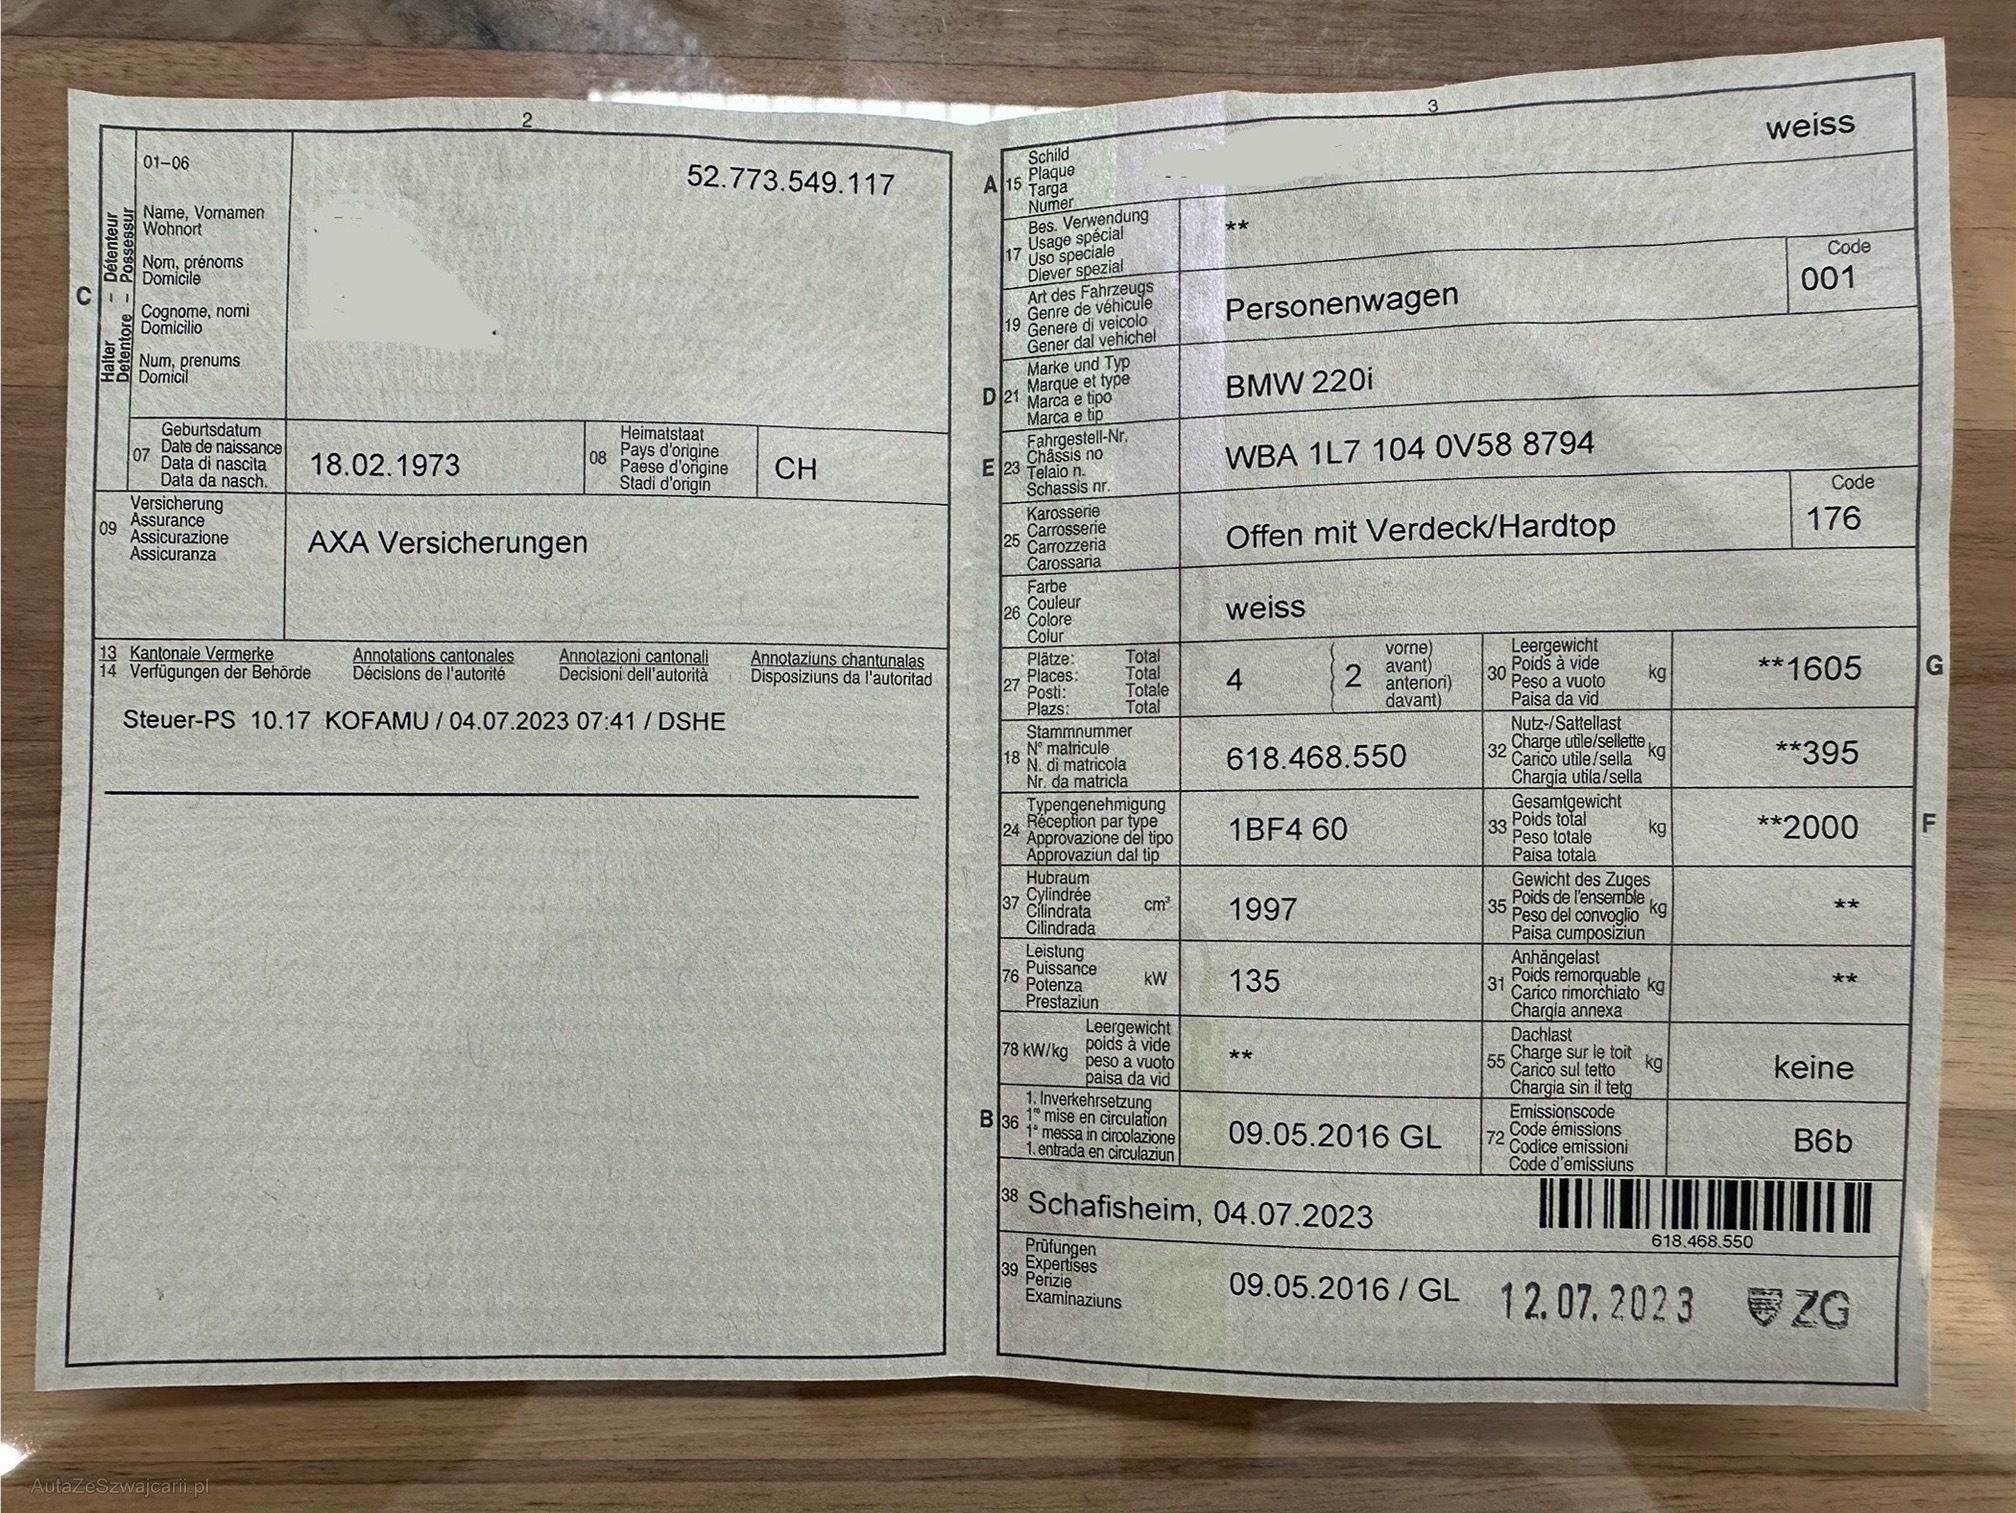 2
01–06
52.773.549.117
Name, Vornamen
Wohnort
Nom, prénoms
Domicile
Cognome, nomi
Domicilio
Num, prenums
Domicil
C
Halter – Détenteur
Detentore – Possessur
07
Geburtsdatum
Date de naissance
Data di nascita
Data da nasch.
18.02.1973
08
Heimatstaat
Pays d'origine
Paese d'origine
Stadi d'origin
CH
09
Versicherung
Assurance
Assicurazione
Assicuranza
AXA Versicherungen
13 Kantonale Vermerke Annotations cantonales Annotazioni cantonali Annotaziuns chantunalas
14 Verfügungen der Behörde Décisions de l'autorité Decisioni dell'autorità Disposiziuns da l'autoritad
Steuer-PS 10.17 KOFAMU / 04.07.2023 07:41 / DSHE
3
A 15
Schild
Plaque
Targa
Numer
weiss
17
Bes. Verwendung
Usage spécial
Uso speciale
Diever spezial
**
19
Art des Fahrzeugs
Genre de véhicule
Genere di veicolo
Gener dal vehichel
Personenwagen
Code
001
D 21
Marke und Typ
Marque et type
Marca e tipo
Marca e tip
BMW 220i
E 23
Fahrgestell-Nr.
Châssis no
Telaio n.
Schassis nr.
WBA 1L7 104 0V58 8794
25
Karosserie
Carrosserie
Carrozzeria
Carossaria
Offen mit Verdeck/Hardtop
Code
176
26
Farbe
Couleur
Colore
Colur
weiss
27
Plätze: Total
Places: Total
Posti: Totale
Plazs: Total
4
2
vorne)
avant)
anteriori)
davant)
30
Leergewicht
Poids à vide
Peso a vuoto
Paisa da vid
kg
**1605
G
18
Stammnummer
N° matricule
N. di matricola
Nr. da matricla
618.468.550
32
Nutz-/Sattellast
Charge utile/sellette
Carico utile/sella
Chargia utila/sella
kg
**395
24
Typengenehmigung
Réception par type
Approvazione del tipo
Approvaziun dal tip
1BF4 60
33
Gesamtgewicht
Poids total
Peso totale
Paisa totala
kg
**2000
F
37
Hubraum
Cylindrée
Cilindrata
Cilindrada
cm³
1997
35
Gewicht des Zuges
Poids de l'ensemble
Peso del convoglio
Paisa cumposiziun
kg
**
76
Leistung
Puissance
Potenza
Prestaziun
kW
135
31
Anhängelast
Poids remorquable
Carico rimorchiato
Chargia annexa
kg
**
78 kW/kg
Leergewicht
poids à vide
peso a vuoto
paisa da vid
**
55
Dachlast
Charge sur le toit
Carico sul tetto
Chargia sin il tetg
kg
keine
B 36
1. Inverkehrsetzung
1re mise en circulation
1a messa in circolazione
1. entrada en circulaziun
09.05.2016 GL
72
Emissionscode
Code émissions
Codice emissioni
Code d'emissiuns
B6b
38
Schafisheim, 04.07.2023
618.468.550
39
Prüfungen
Expertises
Perizie
Examinaziuns
09.05.2016 / GL
12.07.2023
ZG
AutaZeSzwajcarii.pl